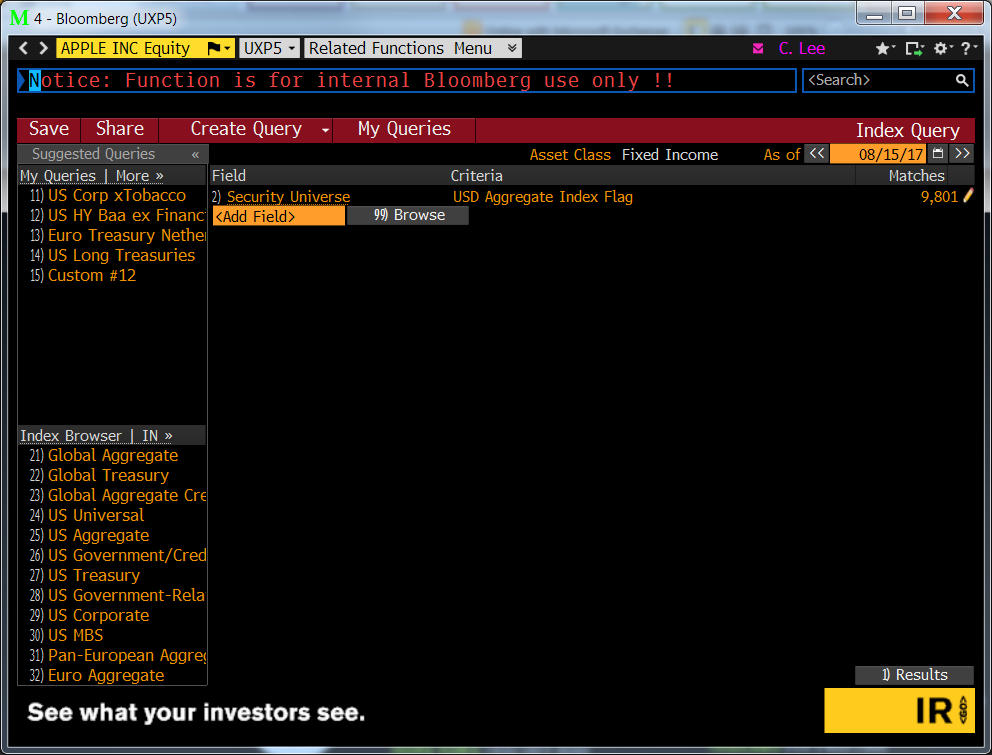 M 4 - Bloomberg (UXP5)
APPLE INC Equity UXP5 Related Functions Menu C. Lee ?
Notice: Function is for internal Bloomberg use only !! <Search>
Save Share Create Query My Queries Index Query
Suggested Queries « Asset Class Fixed Income As of << 08/15/17 >>
My Queries | More » Field Criteria Matches
11) US Corp xTobacco 2) Security Universe USD Aggregate Index Flag 9,801
12) US HY Baa ex Financ <Add Field> 99) Browse
13) Euro Treasury Nether
14) US Long Treasuries
15) Custom #12
Index Browser | IN »
21) Global Aggregate
22) Global Treasury
23) Global Aggregate Cre
24) US Universal
25) US Aggregate
26) US Government/Cred
27) US Treasury
28) US Government-Rela
29) US Corporate
30) US MBS
31) Pan-European Aggreg
32) Euro Aggregate
1) Results
See what your investors see. IR GO